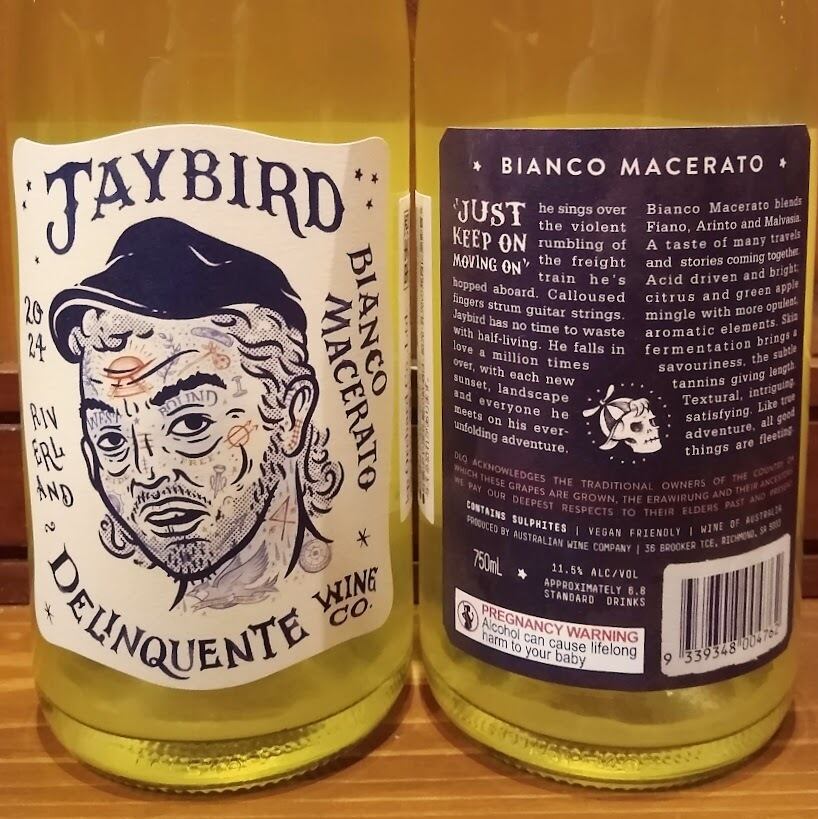 JAYBIRD
BIANCO
MACERATO
20
24
RIV
ERL
AND
~
DELINQUENTE
WINE
CO.
BOUND
BIANCO MACERATO
'JUST
KEEP ON
MOVING ON'
he sings over
the violent
rumbling of
the freight
train he's
hopped aboard. Calloused
fingers strum guitar strings.
Jaybird has no time to waste
with half-living. He falls in
love a million times
over, with each new
sunset, landscape
and everyone he
meets on his ever-
unfolding adventure.
Bianco Macerato blends
Fiano, Arinto and Malvasia.
A taste of many travels
and stories coming together.
Acid driven and bright,
citrus and green apple
mingle with more opulent,
aromatic elements. Skin
fermentation brings a
savouriness, the subtle
tannins giving length.
Textural, intriguing,
satisfying. Like true
adventure, all good
things are fleeting.
DLQ ACKNOWLEDGES THE TRADITIONAL OWNERS OF THE COUNTRY ON
WHICH THESE GRAPES ARE GROWN, THE ERAWIRUNG AND THEIR ANCESTORS
WE PAY OUR DEEPEST RESPECTS TO THEIR ELDERS PAST AND PRESENT
CONTAINS SULPHITES | VEGAN FRIENDLY | WINE OF AUSTRALIA
PRODUCED BY AUSTRALIAN WINE COMPANY | 36 BROOKER TCE, RICHMOND, SA 5033
750mL
11.5% ALC/VOL
APPROXIMATELY 6.8
STANDARD DRINKS
PREGNANCY WARNING
Alcohol can cause lifelong
harm to your baby
9 339348 004762